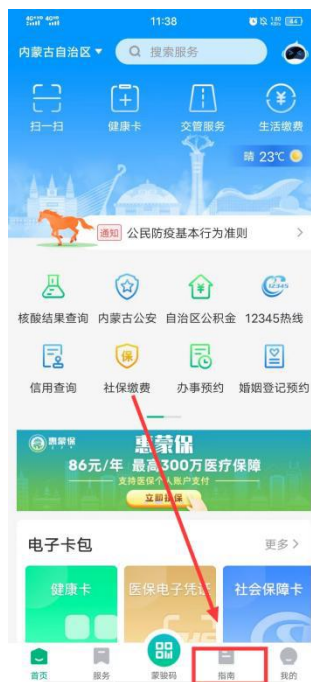 11:38
内蒙古自治区 搜索服务
扫一扫 健康卡 交管服务 生活缴费
晴 23℃
通知 公民防疫基本行为准则
核酸结果查询 内蒙古公安 自治区公积金 12345热线
信用查询 社保缴费 办事预约 婚姻登记预约
惠蒙保 惠蒙保
86元/年 最高300万医疗保障
支持医保个人账户支付
立即投保
电子卡包 更多
健康卡 医保电子凭证 社会保障卡
首页 服务 蒙骏码 指南 我的